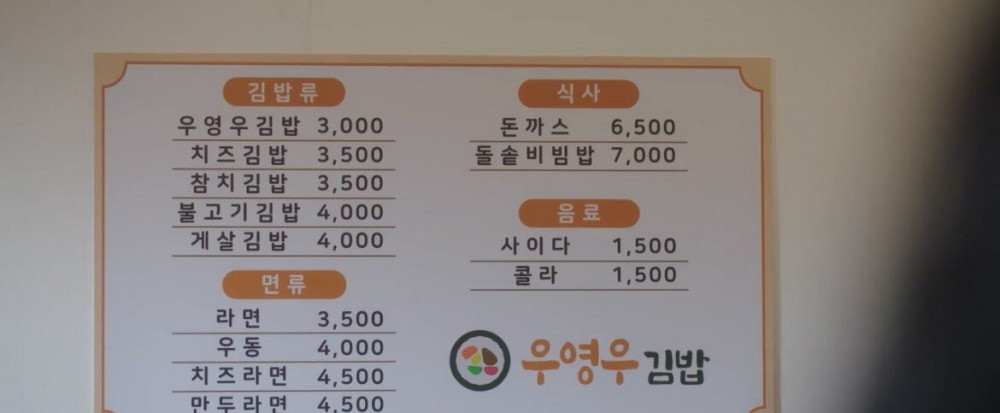 김밥류
우영우김밥 3,000
치즈김밥 3,500
참치김밥 3,500
불고기김밥 4,000
게살김밥 4,000
면류
라면 3,500
우동 4,000
치즈라면 4,500
만두라면 4,500
식사
돈까스 6,500
돌솥비빔밥 7,000
음료
사이다 1,500
콜라 1,500
우영우김밥